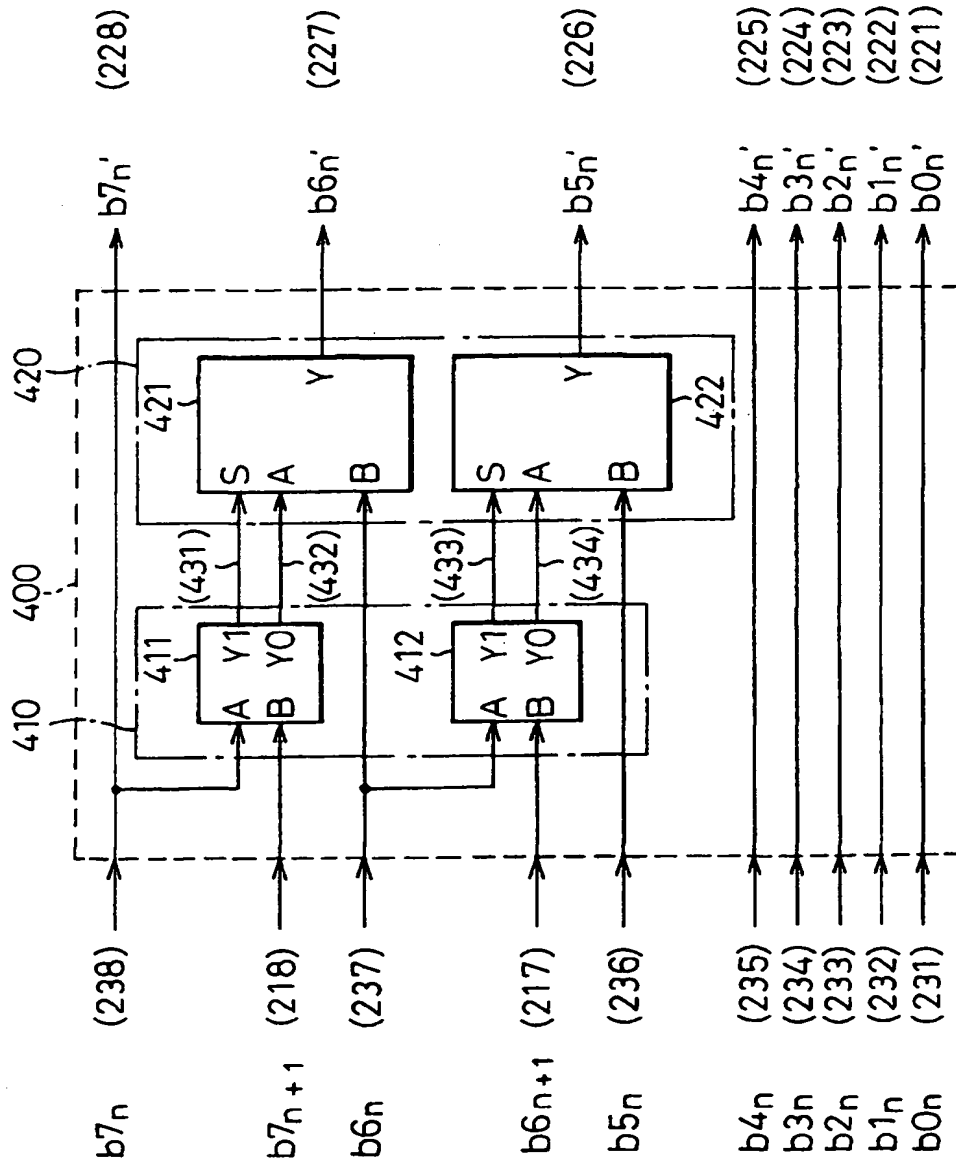 b7n (238)
b7n+1 (218)
b6n (237)
b6n+1 (217)
b5n (236)
b4n (235)
b3n (234)
b2n (233)
b1n (232)
b0n (231)
400
410
420
411
A Y1
B Y0
(431)
(432)
421
S
A
B
Y
412
A Y1
B Y0
(433)
(434)
422
S
A
B
Y
b7n' (228)
b6n' (227)
b5n' (226)
b4n' (225)
b3n' (224)
b2n' (223)
b1n' (222)
b0n' (221)